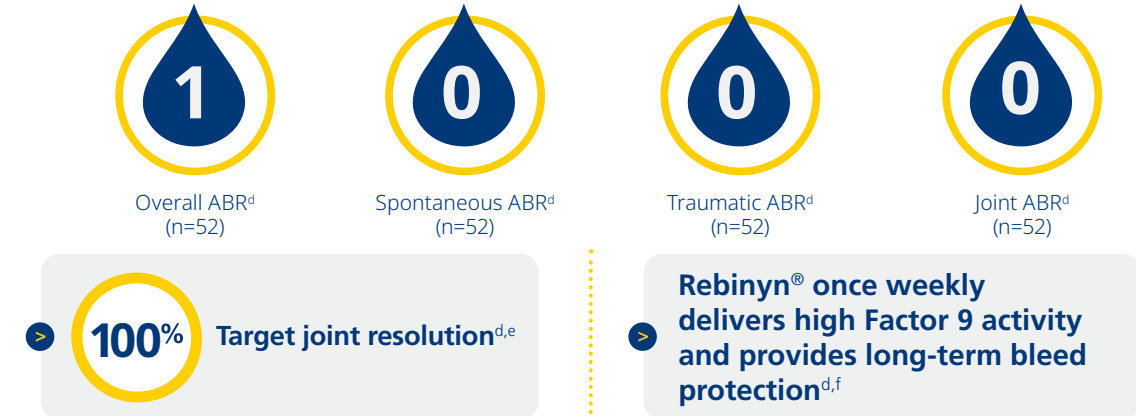 1
0
0
0
Overall ABRᵈ
(n=52)
Spontaneous ABRᵈ
(n=52)
Traumatic ABRᵈ
(n=52)
Joint ABRᵈ
(n=52)
>
100%
Target joint resolutionᵈ,ᵉ
>
Rebinyn® once weekly
delivers high Factor 9 activity
and provides long-term bleed
protectionᵈ,ᶠ